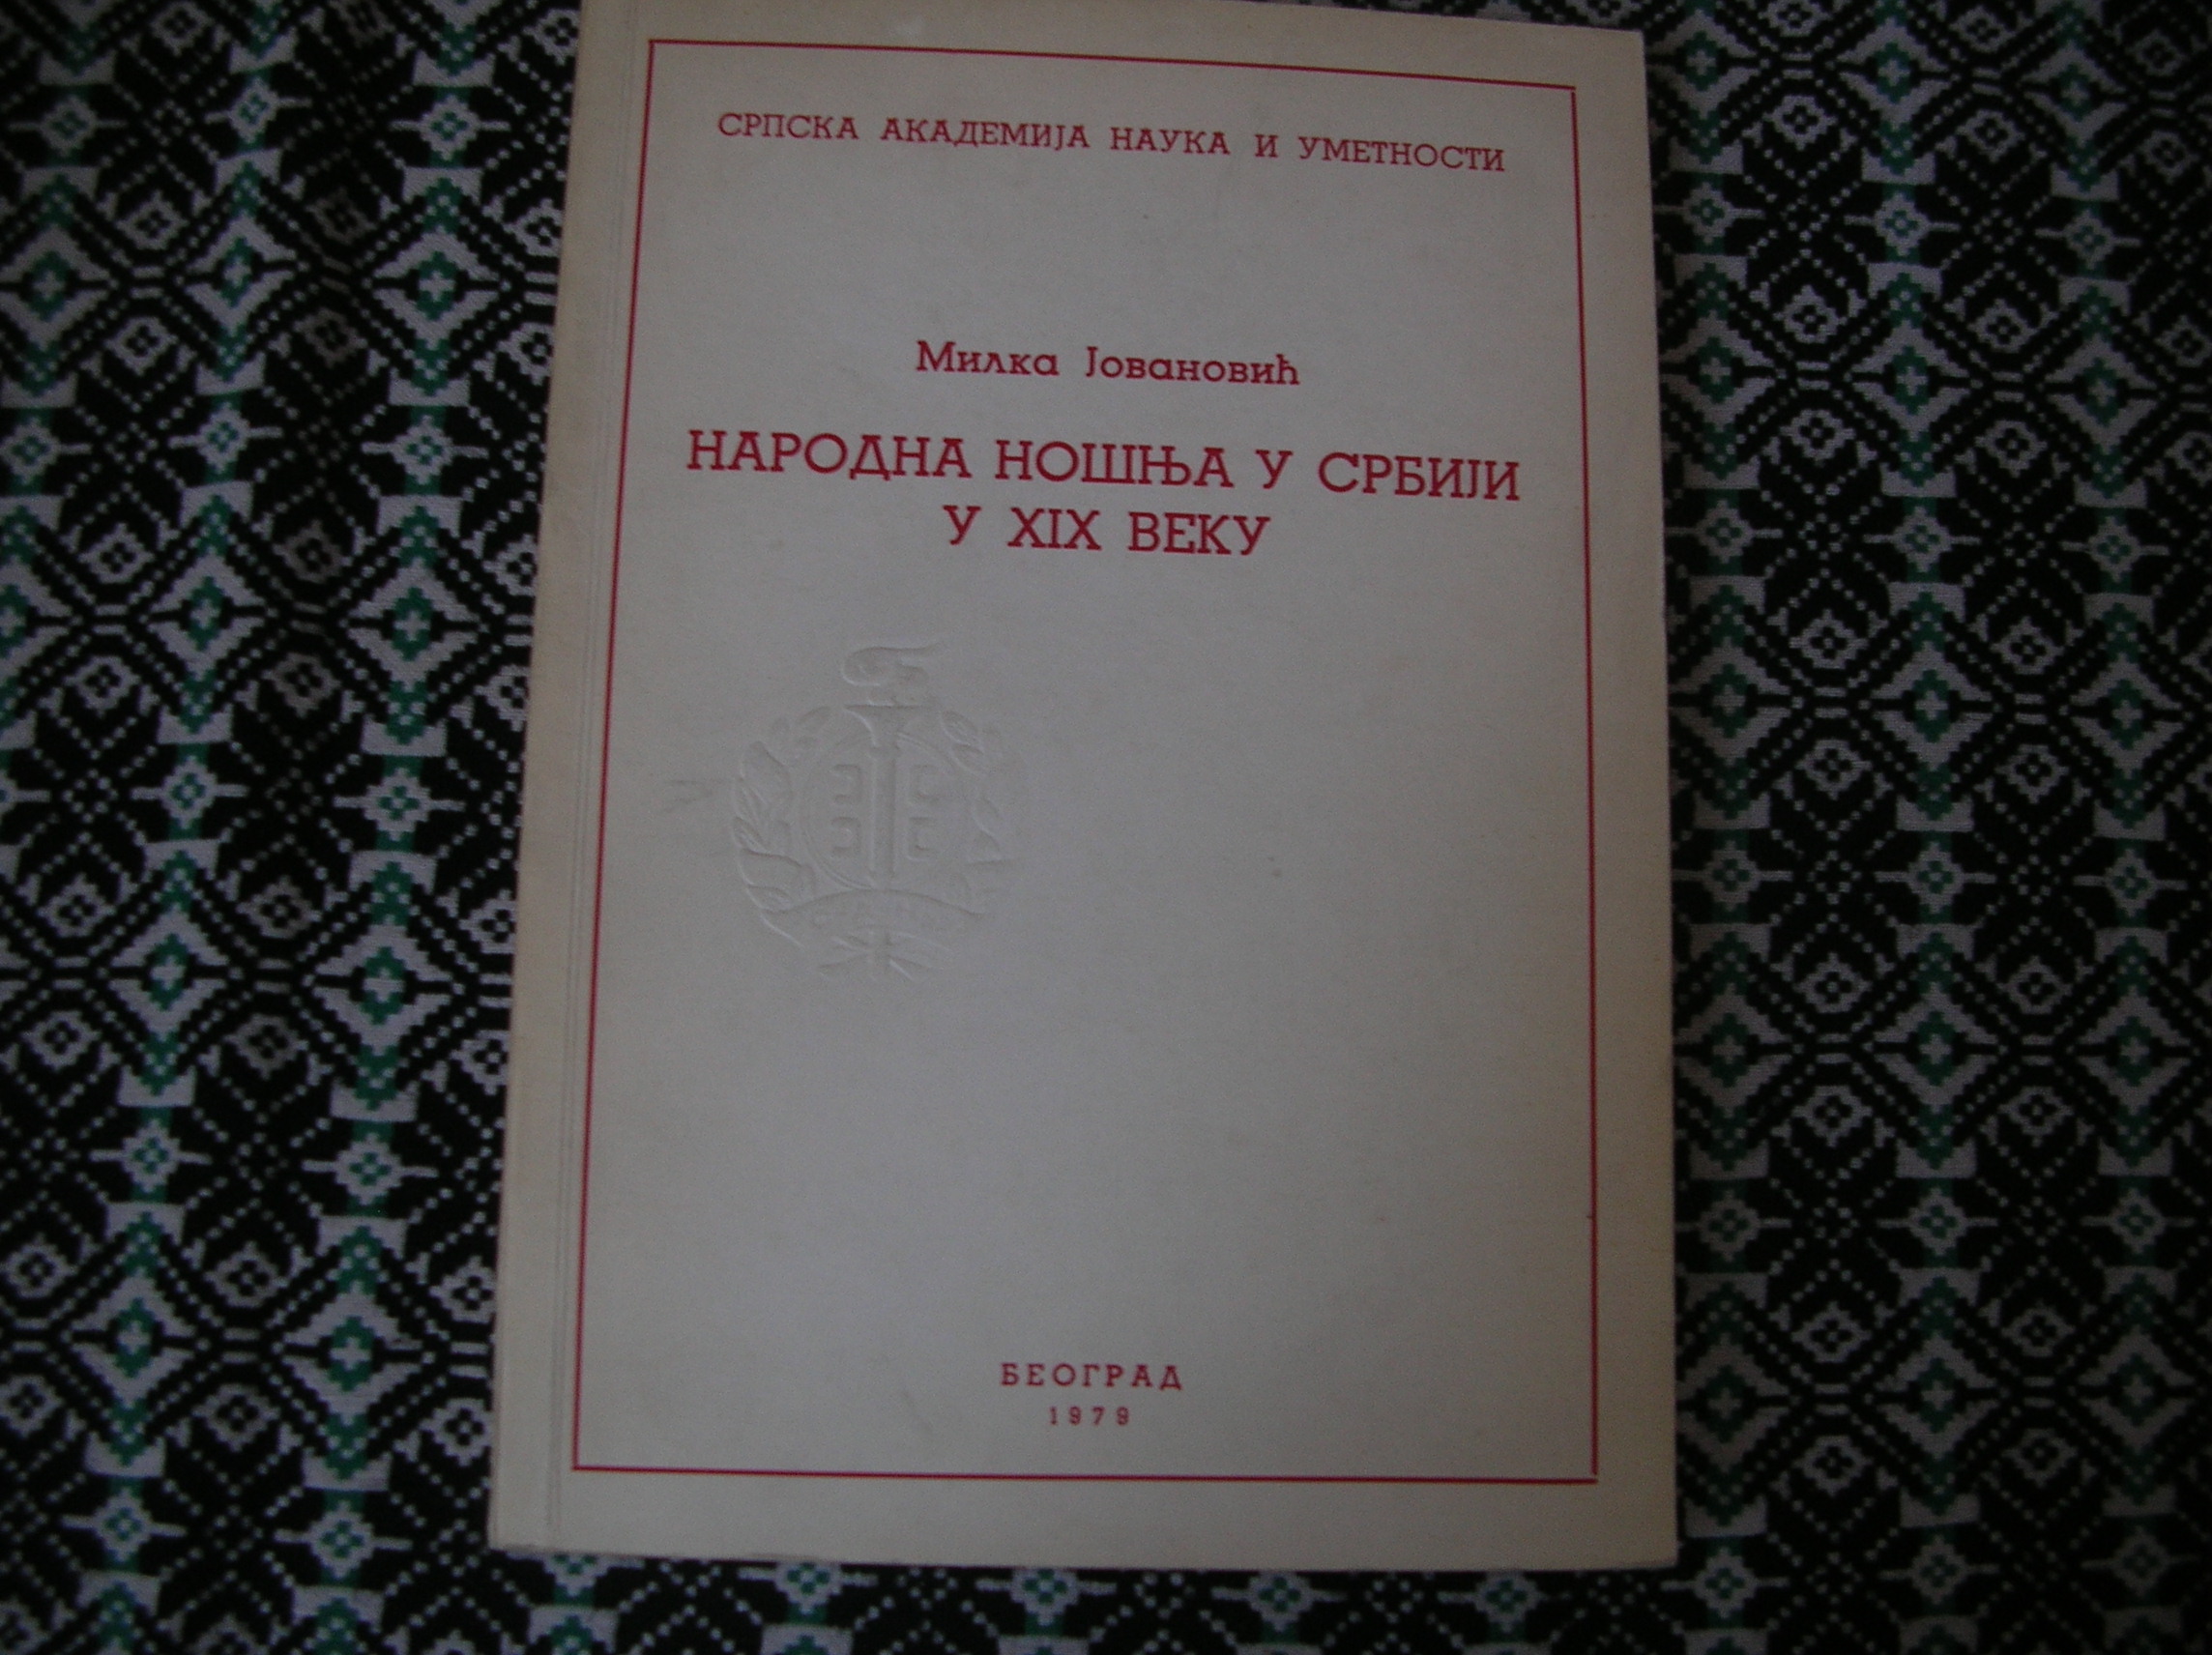 СРПСКА АКАДЕМИЈА НАУКА И УМЕТНОСТИ
Милка Јовановић
НАРОДНА НОШЊА У СРБИЈИ
У XIX ВЕКУ
БЕОГРАД
1979